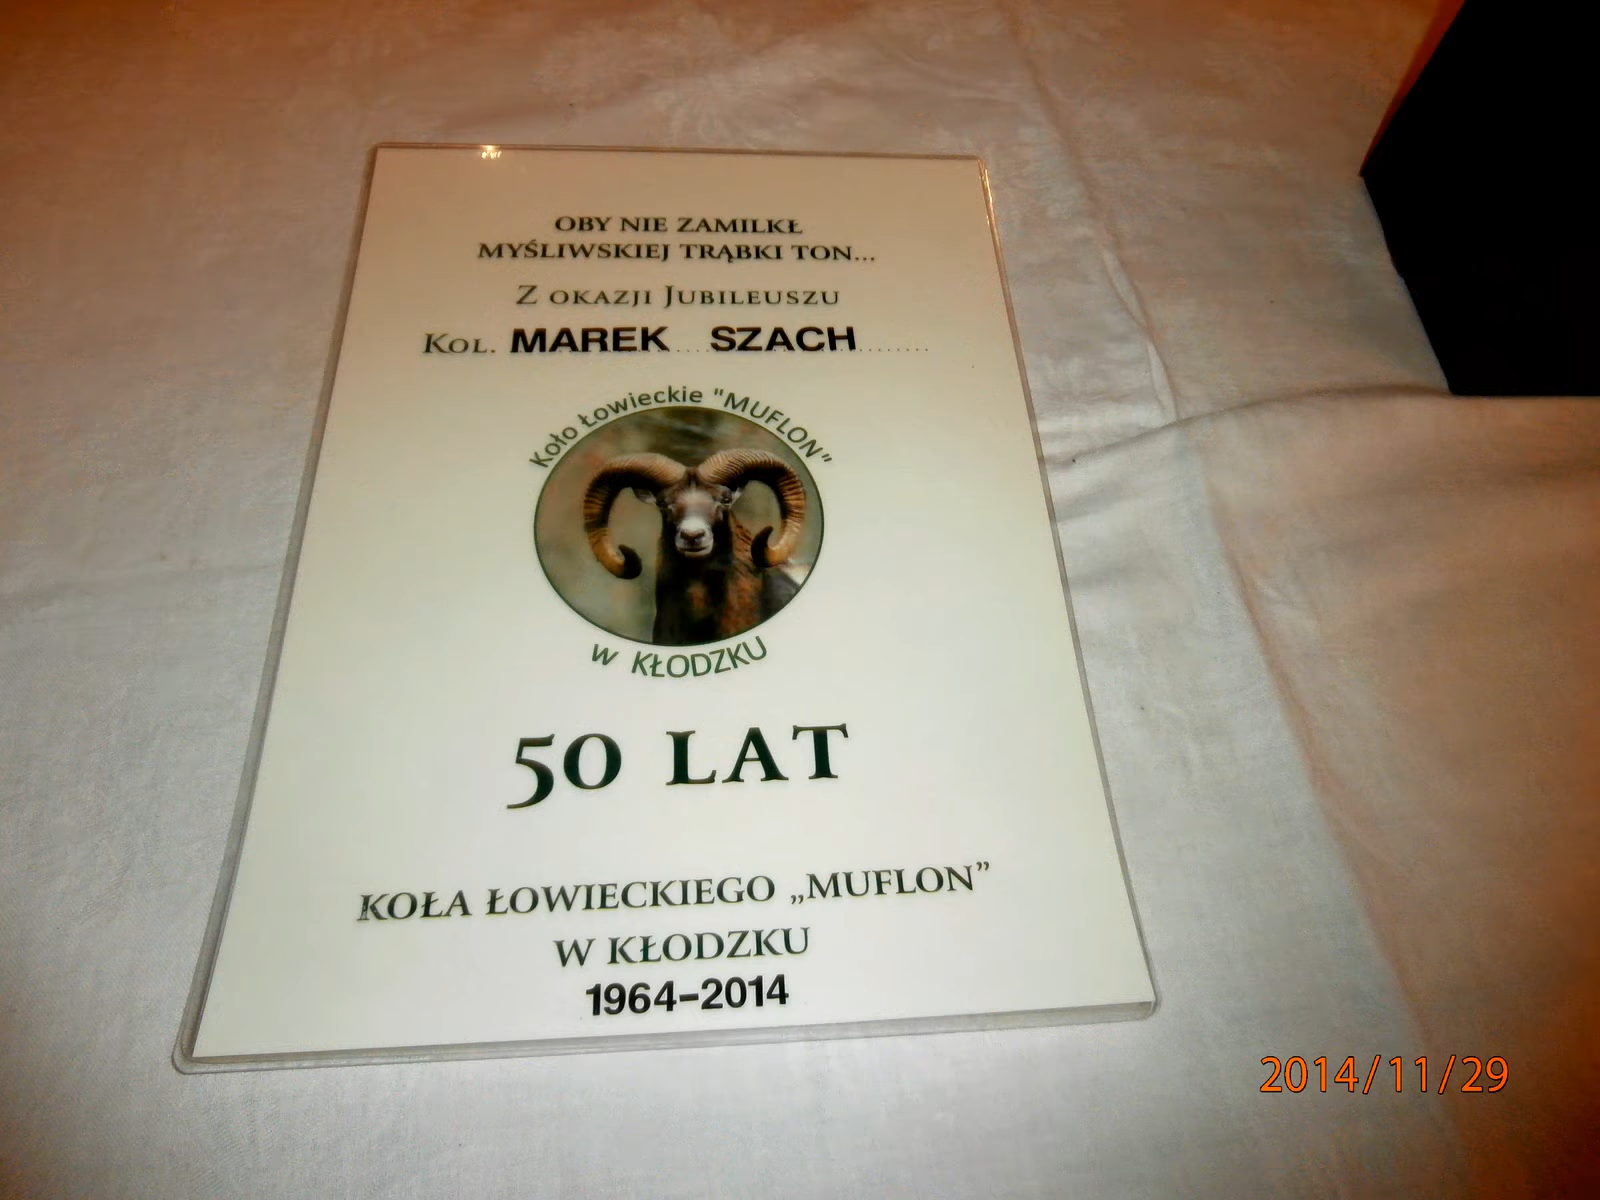 OBY NIE ZAMILKŁ
MYŚLIWSKIEJ TRĄBKI TON...
Z OKAZJI JUBILEUSZU
KOL. MAREK SZACH
Koło Łowieckie "MUFLON"
w KŁODZKU
50 LAT
KOŁA ŁOWIECKIEGO „MUFLON”
W KŁODZKU
1964-2014
2014/11/29